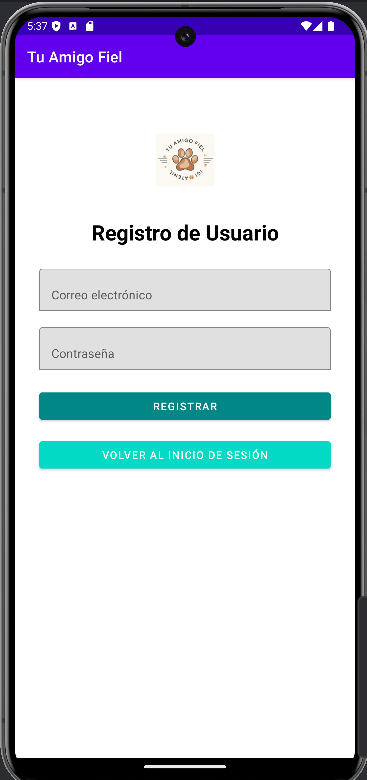 5:37
Tu Amigo Fiel
TU AMIGO FIEL
Registro de Usuario
Correo electrónico
Contraseña
REGISTRAR
VOLVER AL INICIO DE SESIÓN